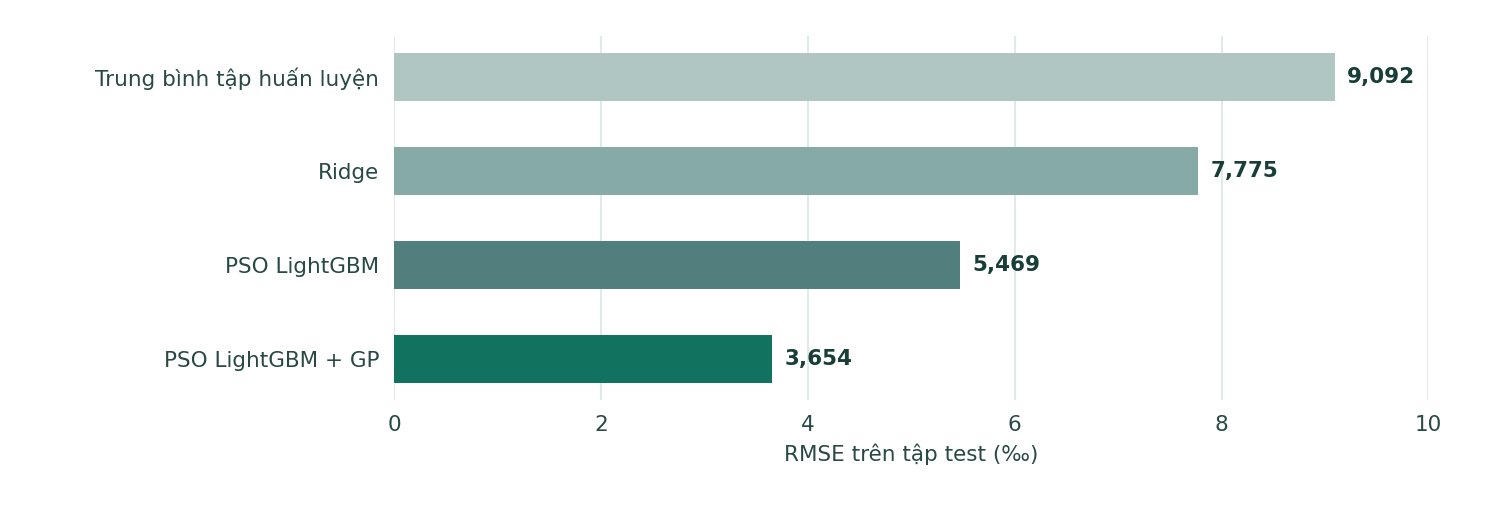 Trung bình tập huấn luyện
9,092
Ridge
7,775
PSO LightGBM
5,469
PSO LightGBM + GP
3,654
0 2 4 6 8 10
RMSE trên tập test (‰)